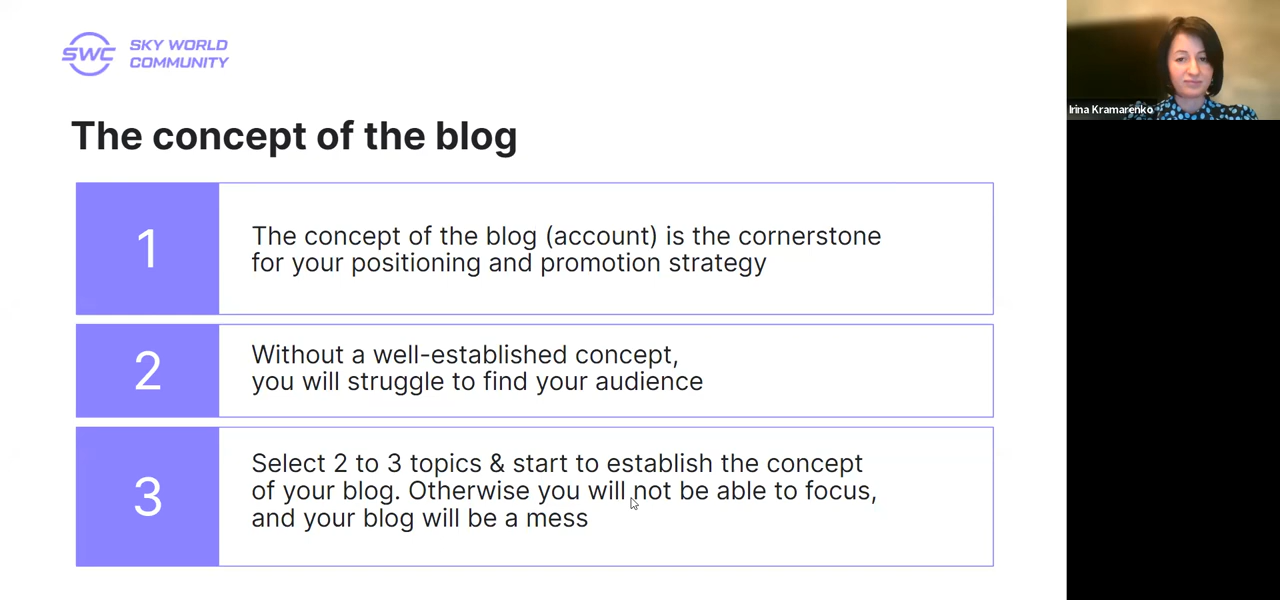 SWC
SKY WORLD
COMMUNITY
Irina Kramarenko
The concept of the blog
1
The concept of the blog (account) is the cornerstone
for your positioning and promotion strategy
2
Without a well-established concept,
you will struggle to find your audience
3
Select 2 to 3 topics & start to establish the concept
of your blog. Otherwise you will not be able to focus,
and your blog will be a mess